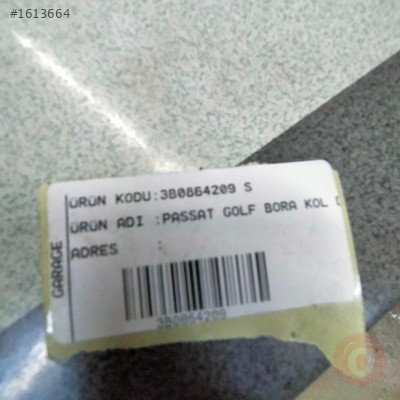 #1613664
ÜRÜN KODU:3B0864209 S
ÜRÜN ADI :PASSAT GOLF BORA KOL
ADRES :
GARAGE
3B0864209